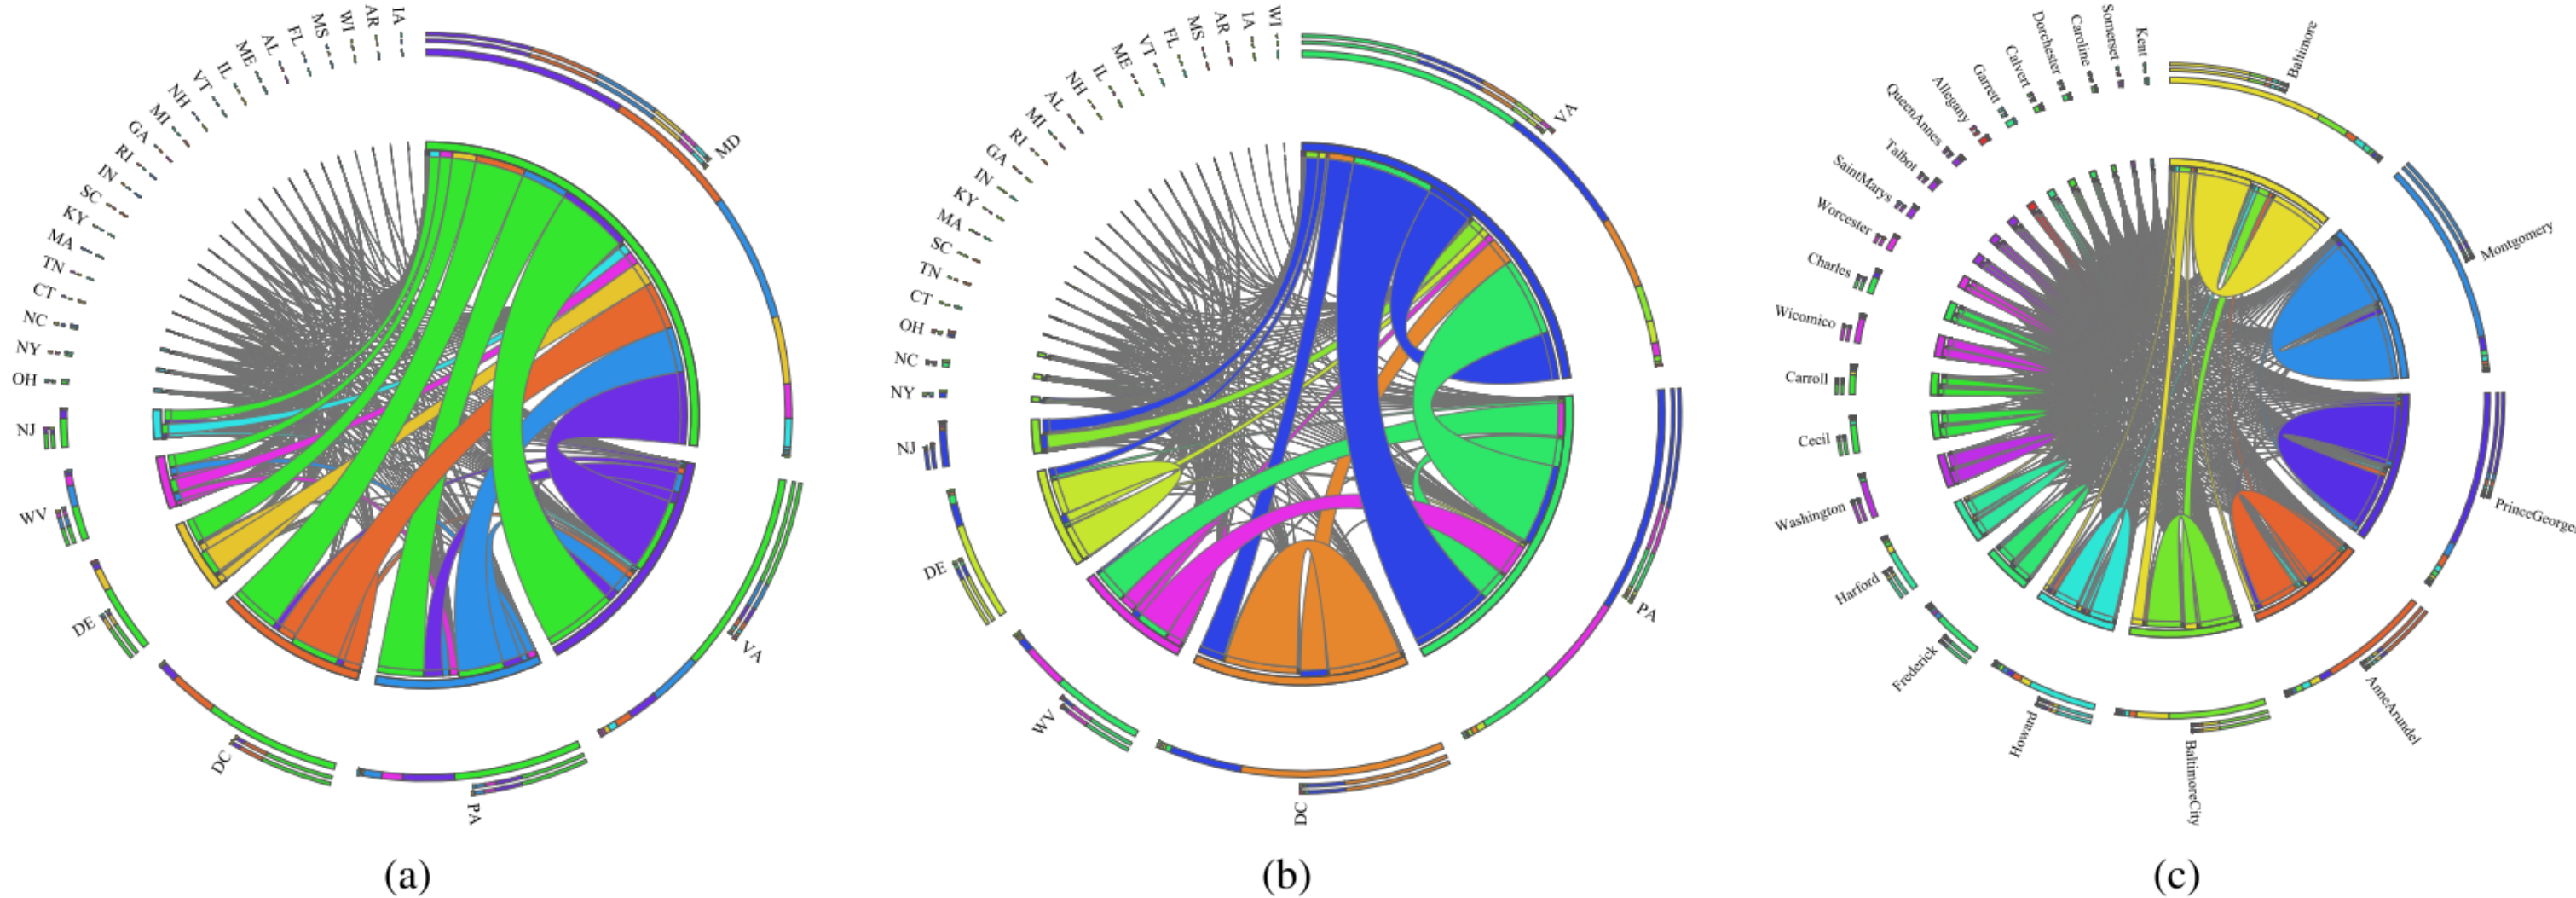 IA
AR
WI
MS
FL
AL
ME
IL
VT
NH
MI
GA
RI
IN
SC
KY
MA
TN
CT
NC
NY
OH
NJ
WV
DE
DC
PA
VA
MD
(a)
WI
IA
AR
MS
FL
VT
ME
IL
NH
AL
MI
RI
GA
IN
KY
MA
SC
TN
CT
OH
NC
NY
NJ
DE
WV
DC
PA
VA
(b)
Kent
Somerset
Caroline
Dorchester
Calvert
Garrett
Allegany
QueenAnnes
Talbot
SaintMarys
Worcester
Charles
Wicomico
Carroll
Cecil
Washington
Harford
Frederick
Howard
BaltimoreCity
AnneArundel
Montgomery
Baltimore
(c)